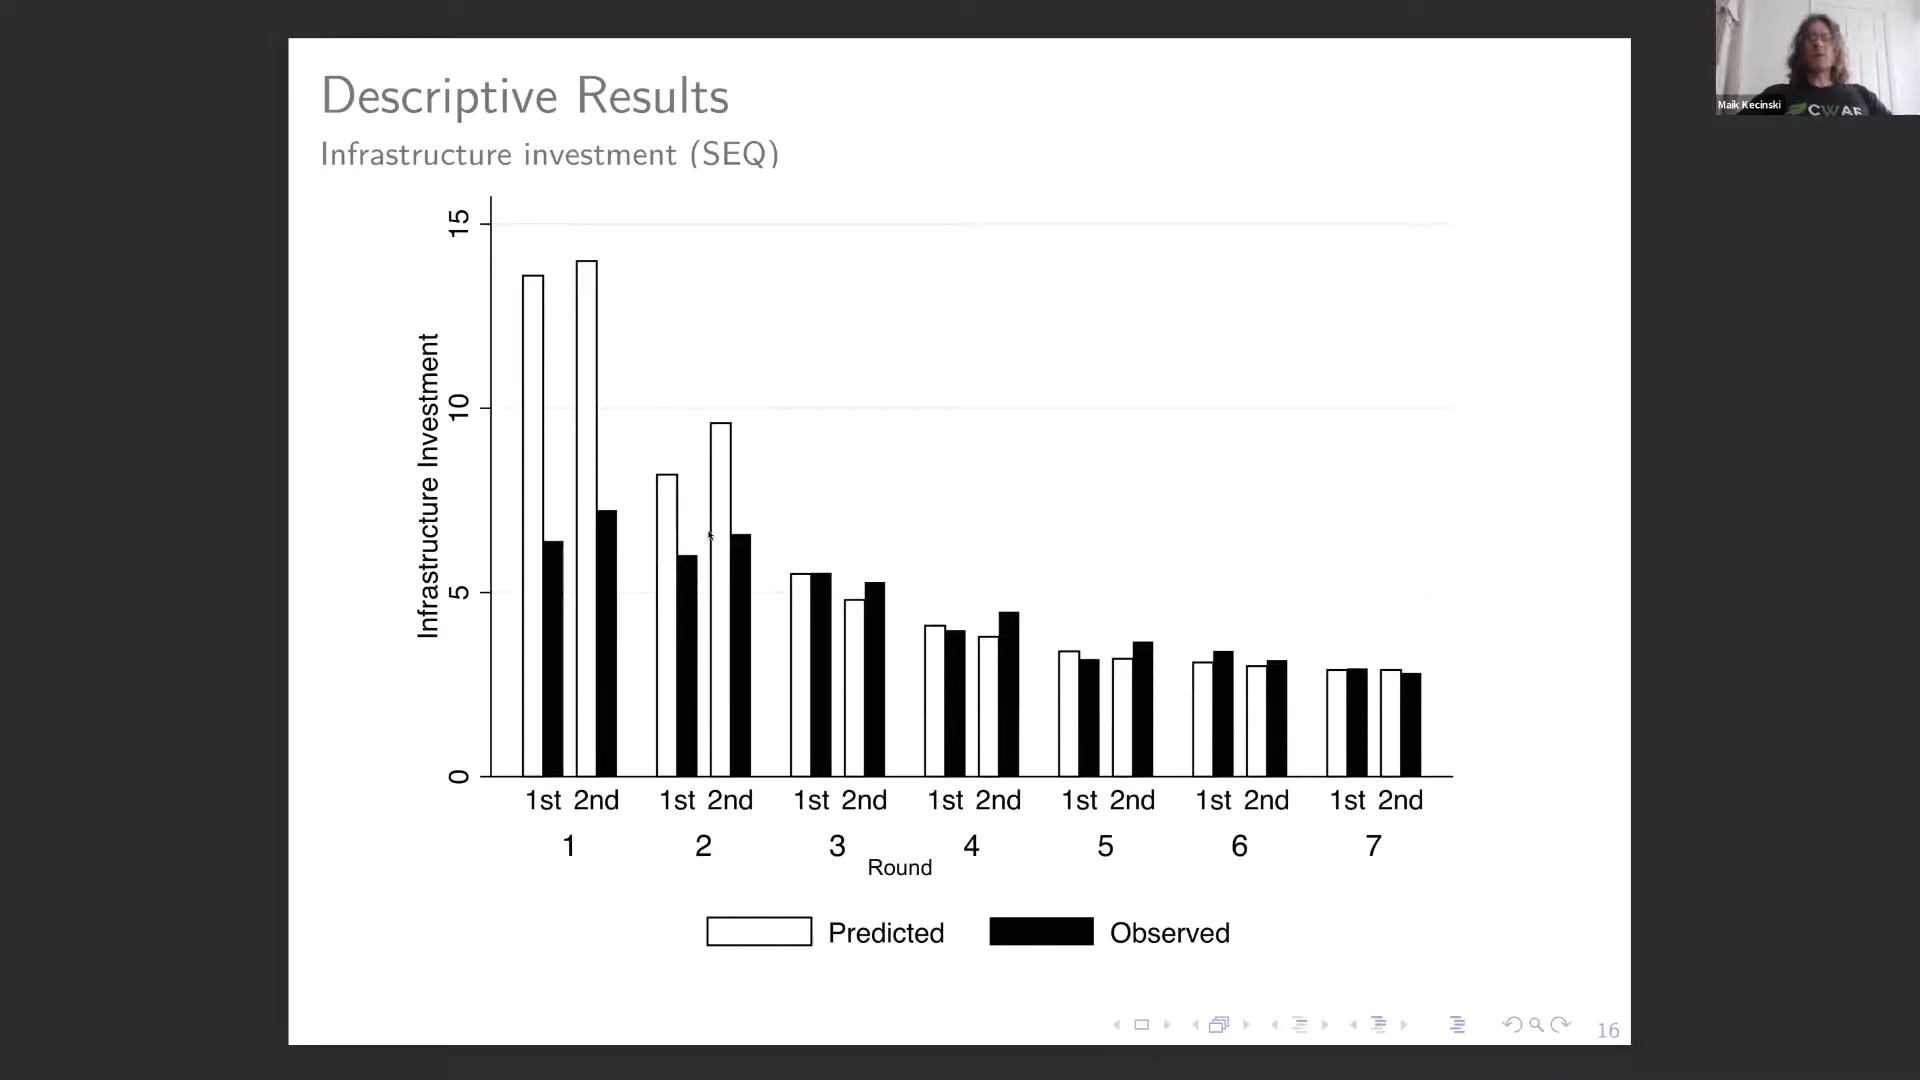 Descriptive Results
Infrastructure investment (SEQ)
Maik Kecinski
CWAE
Infrastructure Investment
15
10
5
0
1st 2nd 1st 2nd 1st 2nd 1st 2nd 1st 2nd 1st 2nd 1st 2nd
1 2 3 4 5 6 7
Round
Predicted Observed
16